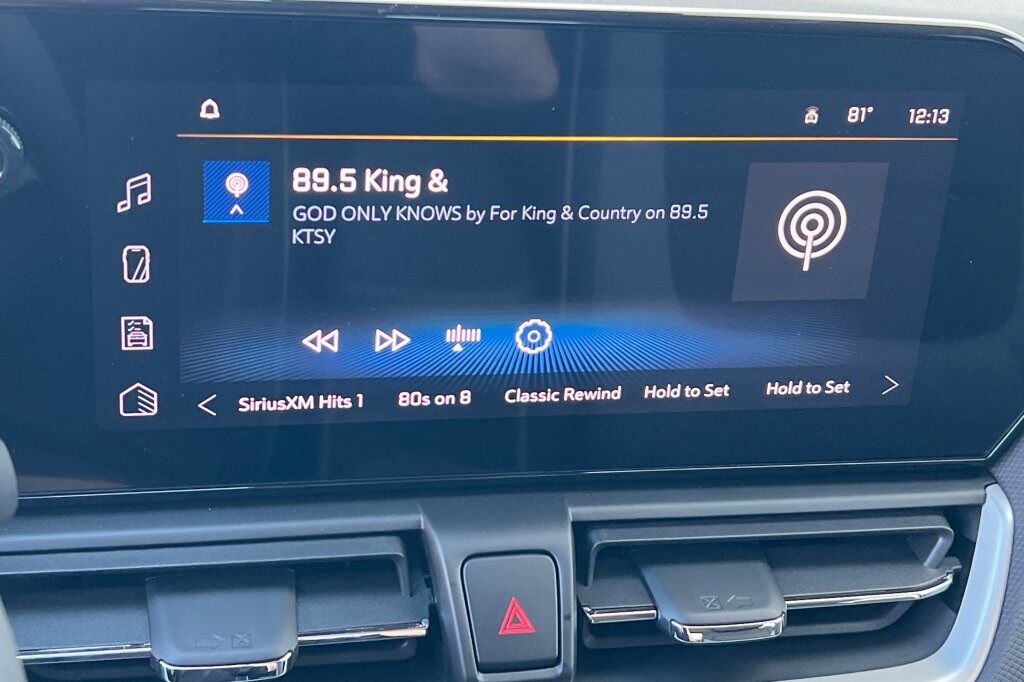 81° 12:13
89.5 King &
GOD ONLY KNOWS by For King & Country on 89.5
KTSY
SiriusXM Hits 1 80s on 8 Classic Rewind Hold to Set Hold to Set